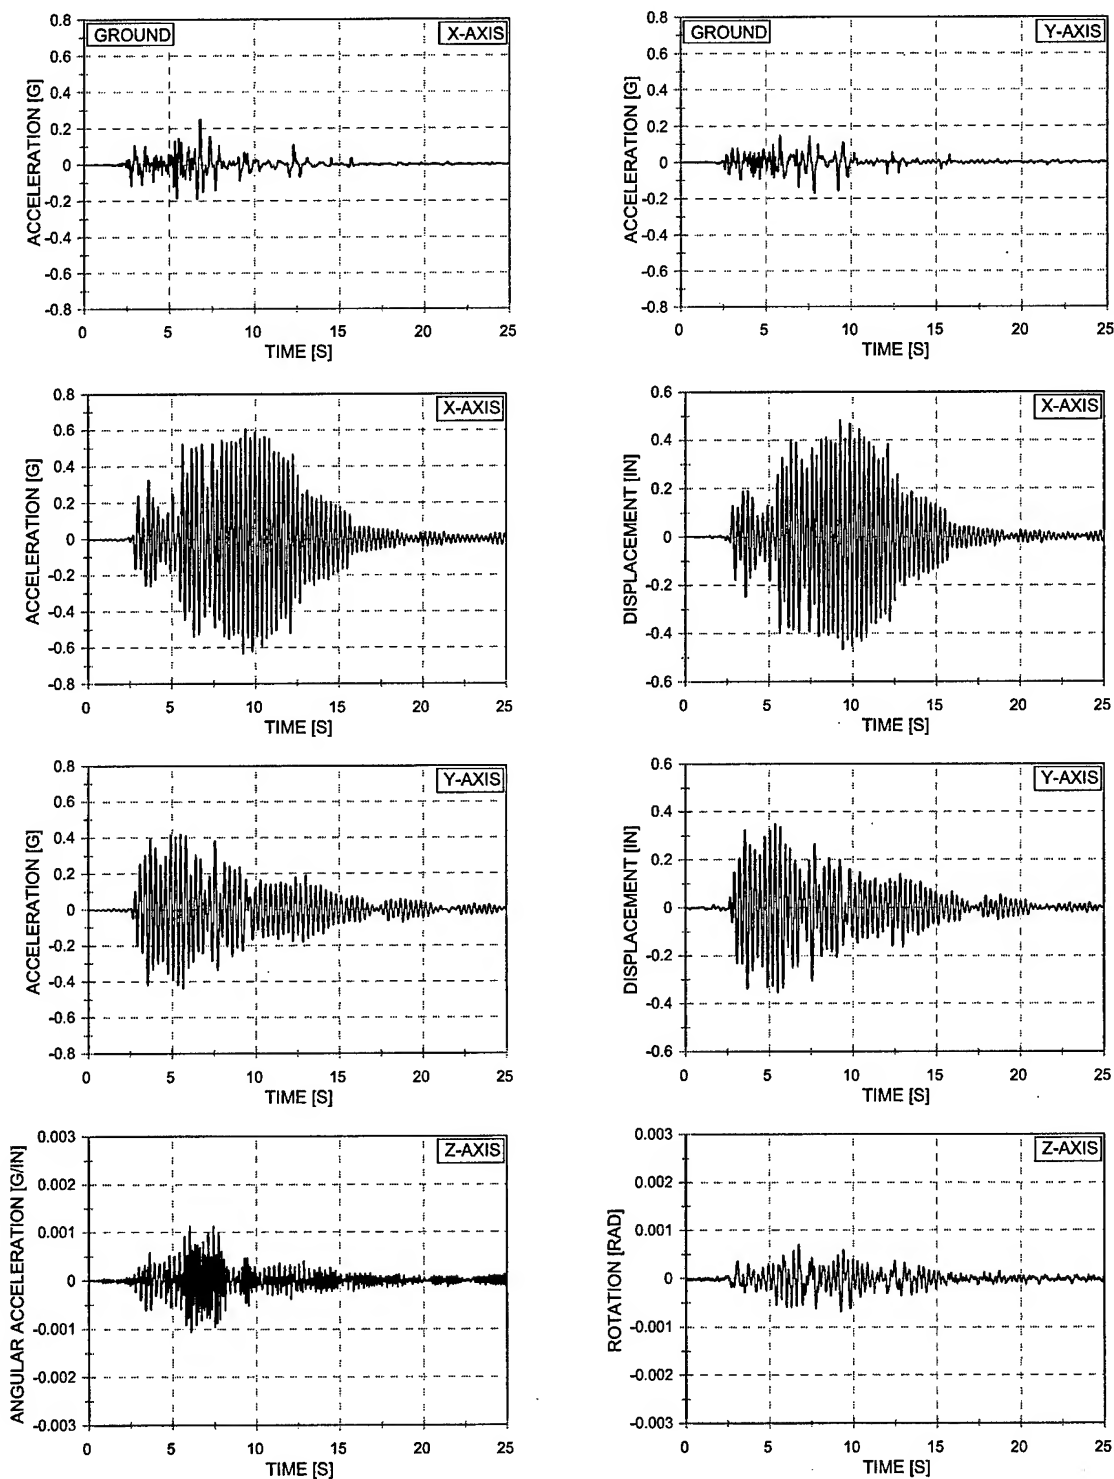 GROUND X-AXIS
ACCELERATION [G]
0.8
0.6
0.4
0.2
0
-0.2
-0.4
-0.6
-0.8
0 5 10 15 20 25
TIME [S]
GROUND Y-AXIS
ACCELERATION [G]
0.8
0.6
0.4
0.2
0
-0.2
-0.4
-0.6
-0.8
0 5 10 15 20 25
TIME [S]
X-AXIS
ACCELERATION [G]
0.8
0.6
0.4
0.2
0
-0.2
-0.4
-0.6
-0.8
0 5 10 15 20 25
TIME [S]
X-AXIS
DISPLACEMENT [IN]
0.6
0.4
0.2
0
-0.2
-0.4
-0.6
0 5 10 15 20 25
TIME [S]
Y-AXIS
ACCELERATION [G]
0.8
0.6
0.4
0.2
0
-0.2
-0.4
-0.6
-0.8
0 5 10 15 20 25
TIME [S]
Y-AXIS
DISPLACEMENT [IN]
0.6
0.4
0.2
0
-0.2
-0.4
-0.6
0 5 10 15 20 25
TIME [S]
Z-AXIS
ANGULAR ACCELERATION [G/IN]
0.003
0.002
0.001
0
-0.001
-0.002
-0.003
0 5 10 15 20 25
TIME [S]
Z-AXIS
ROTATION [RAD]
0.003
0.002
0.001
0
-0.001
-0.002
-0.003
0 5 10 15 20 25
TIME [S]